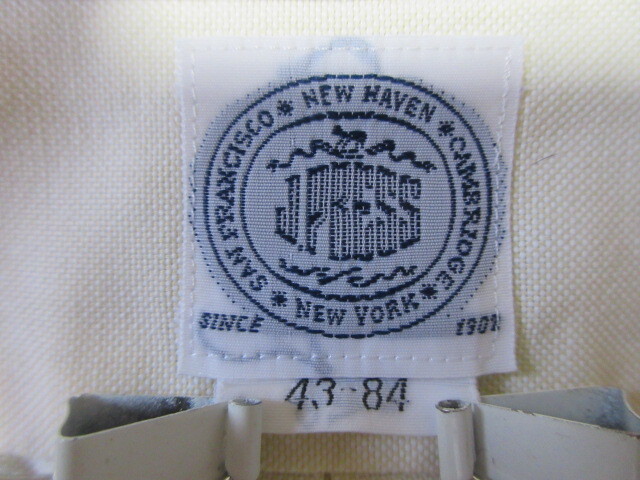 SAN FRANCISCO * NEW HAVEN * CAMBRIDGE * NEW YORK *
J.PRESS
SINCE 1902
43-84